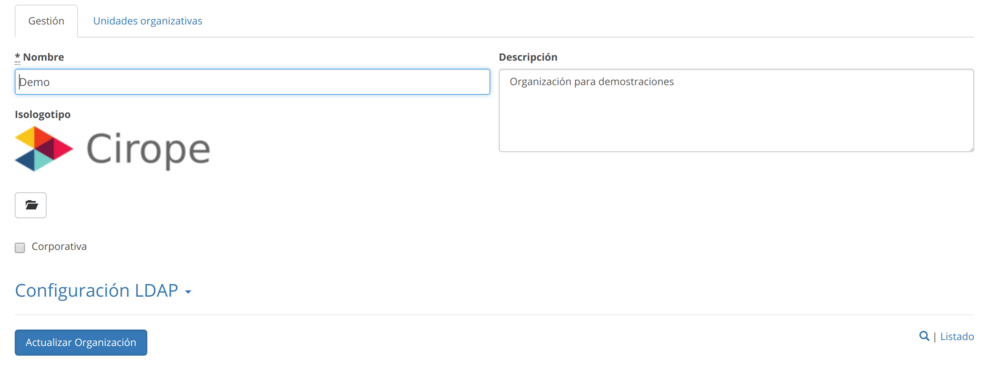 Gestión
Unidades organizativas
* Nombre
Descripción
Demo
Organización para demostraciones
Isologotipo
Cirope
Corporativa
Configuración LDAP
Actualizar Organización
| Listado